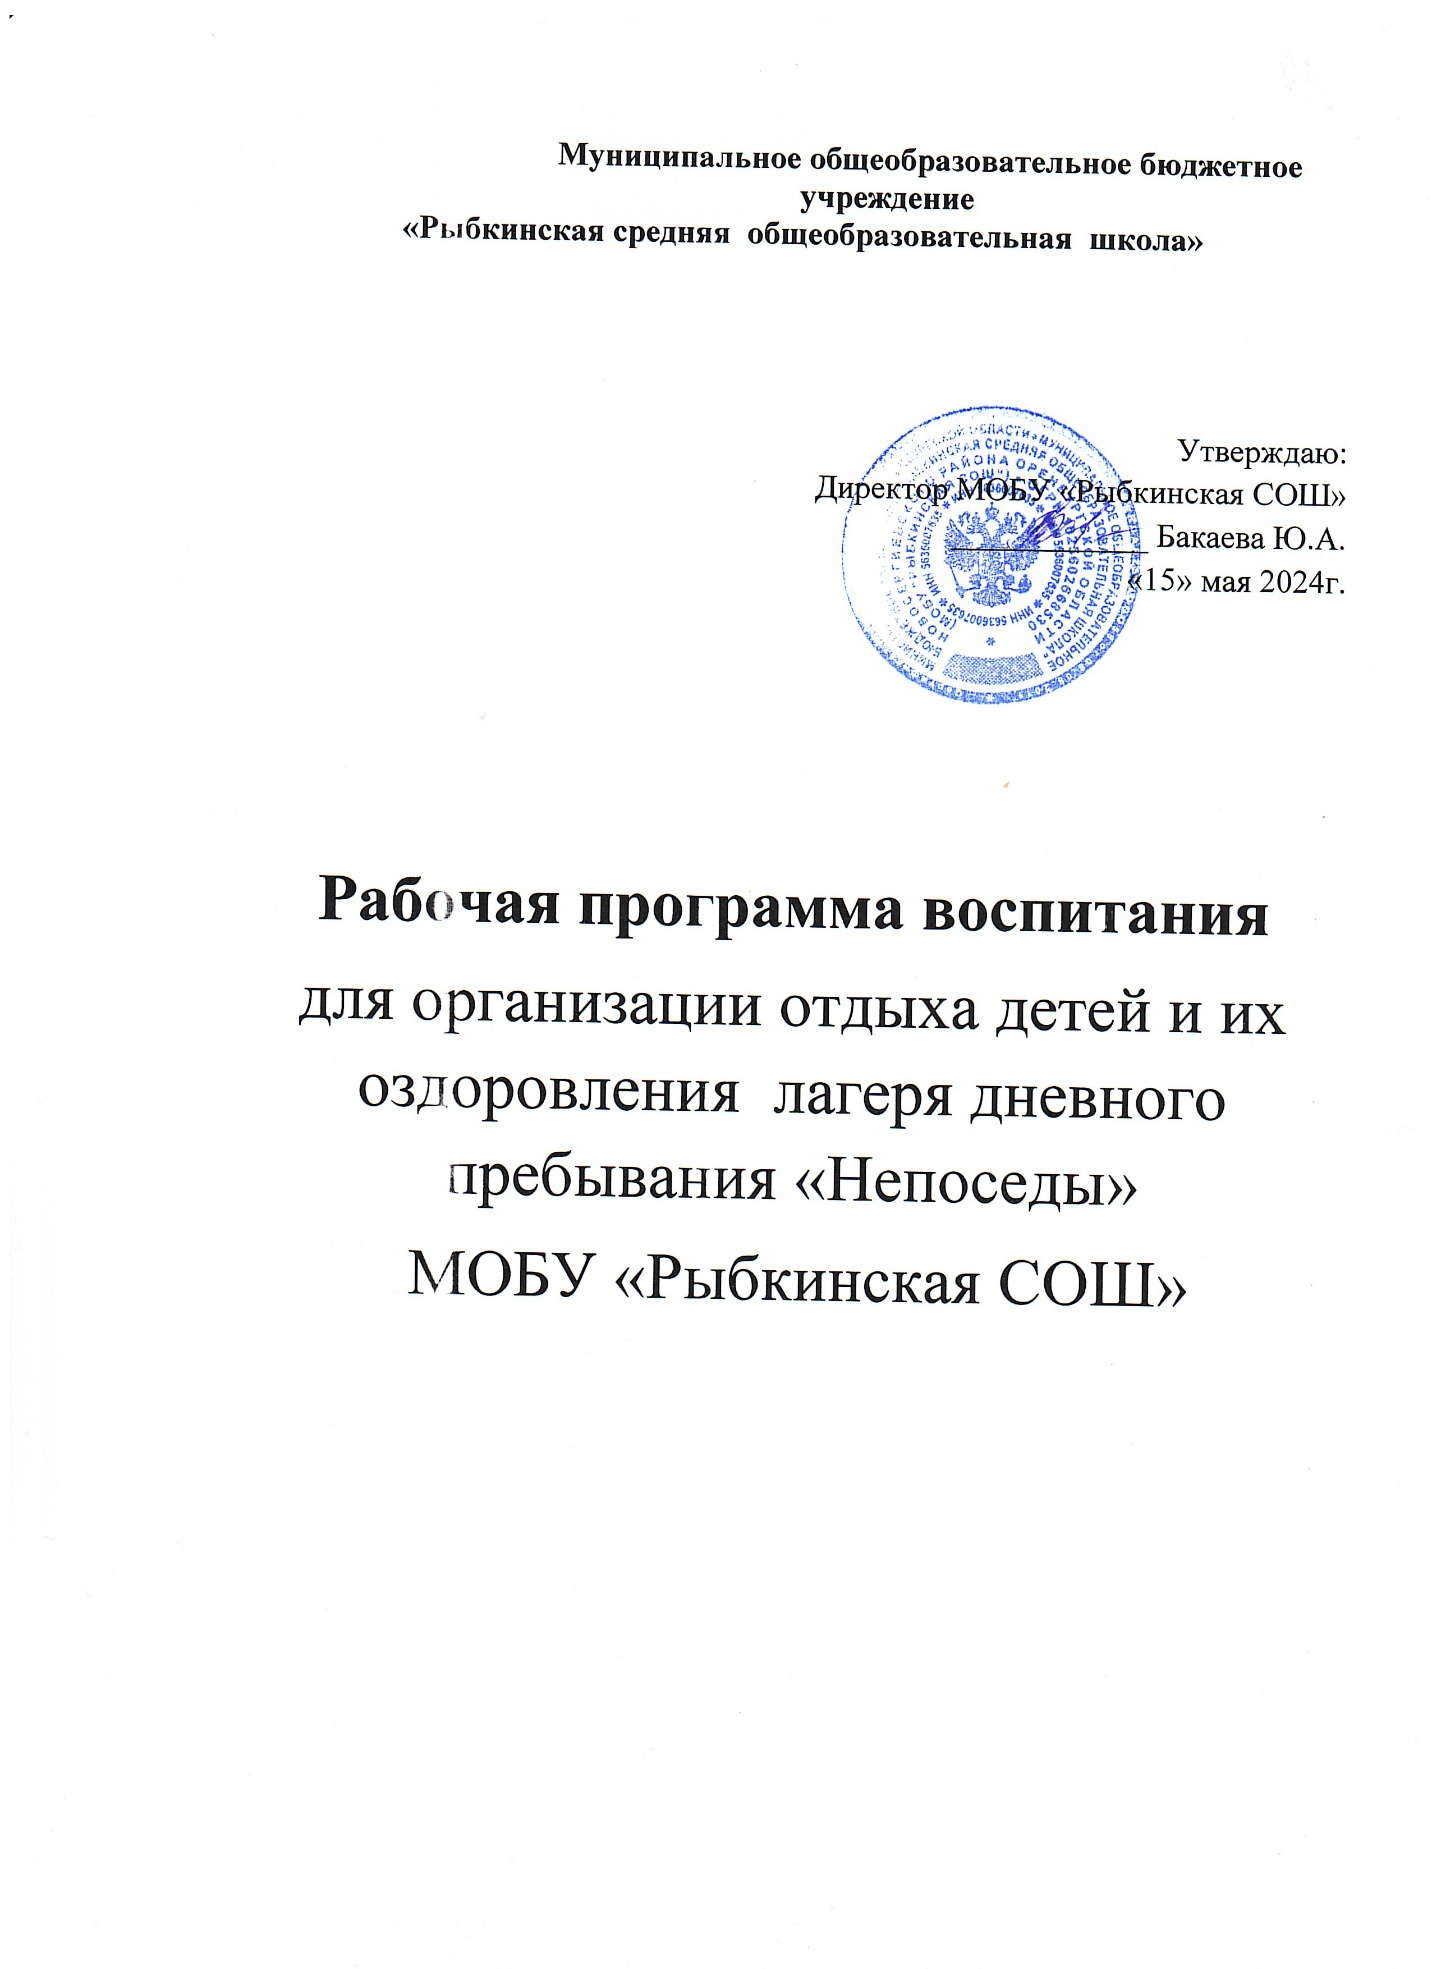 Муниципальное общеобразовательное бюджетное
учреждение
«Рыбкинская средняя общеобразовательная школа»
Утверждаю:
Директор МОБУ «Рыбкинская СОШ»
Бакаева Ю.А.
«15» мая 2024г.
Рабочая программа воспитания
для организации отдыха детей и их
оздоровления лагеря дневного
пребывания «Непоседы»
МОБУ «Рыбкинская СОШ»